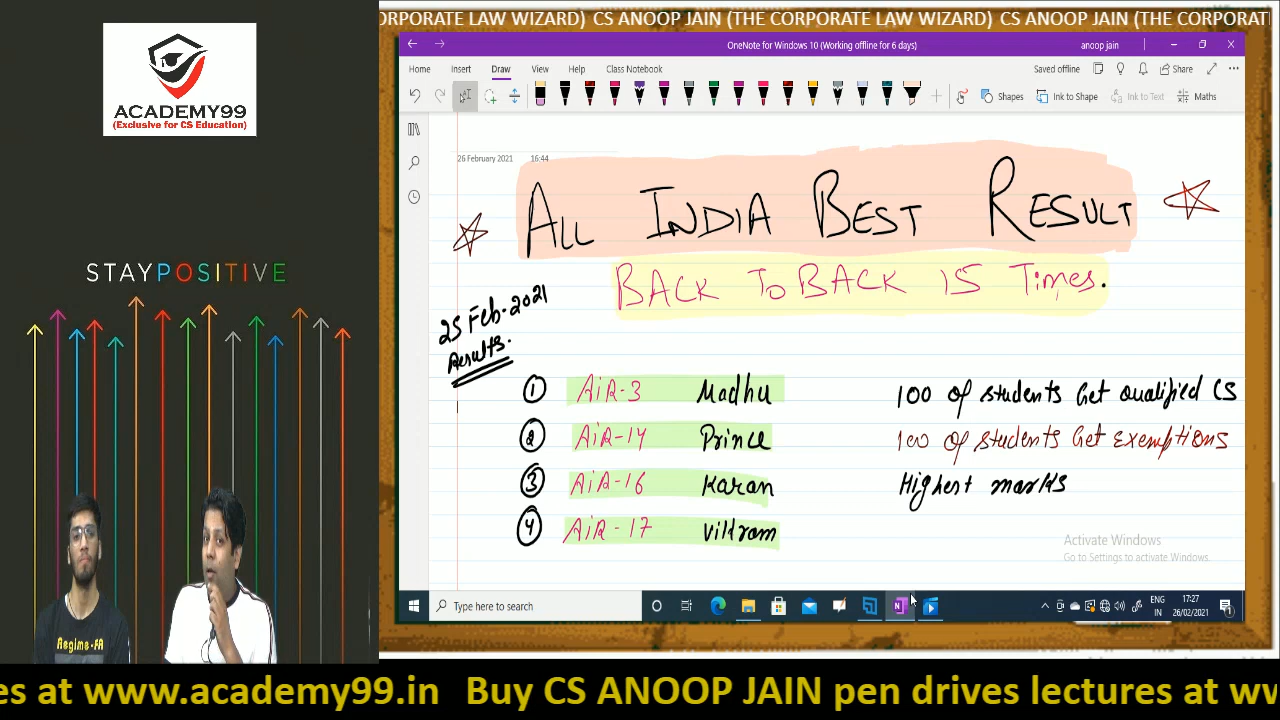 CORPORATE LAW WIZARD) CS ANOOP JAIN (THE CORPORATE LAW WIZARD) CS ANOOP JAIN (THE CORPORAT
OneNote for Windows 10 (Working offline for 6 days)
anoop jain
Home Insert Draw View Help Class Notebook
Saved offline
Share
Shapes Ink to Shape Ink to Text Maths
ACADEMY99
(Exclusive for CS Education)
26 February 2021 16:44
ALL INDIA BEST RESULT
BACK TO BACK 15 Times.
STAYPOSITIVE
25 Feb. 2021
Results.
1 AiR-3 Madhu 100 of students Get qualified CS
2 AiR-14 Prince 100 of students Get Exemptions
3 AiR-16 Karan Highest marks
4 AiR-17 Vikram
Activate Windows
Go to Settings to activate Windows.
Regime-FA
Type here to search
ENG
IN
17:27
26/02/2021
es at www.academy99.in Buy CS ANOOP JAIN pen drives lectures at wv